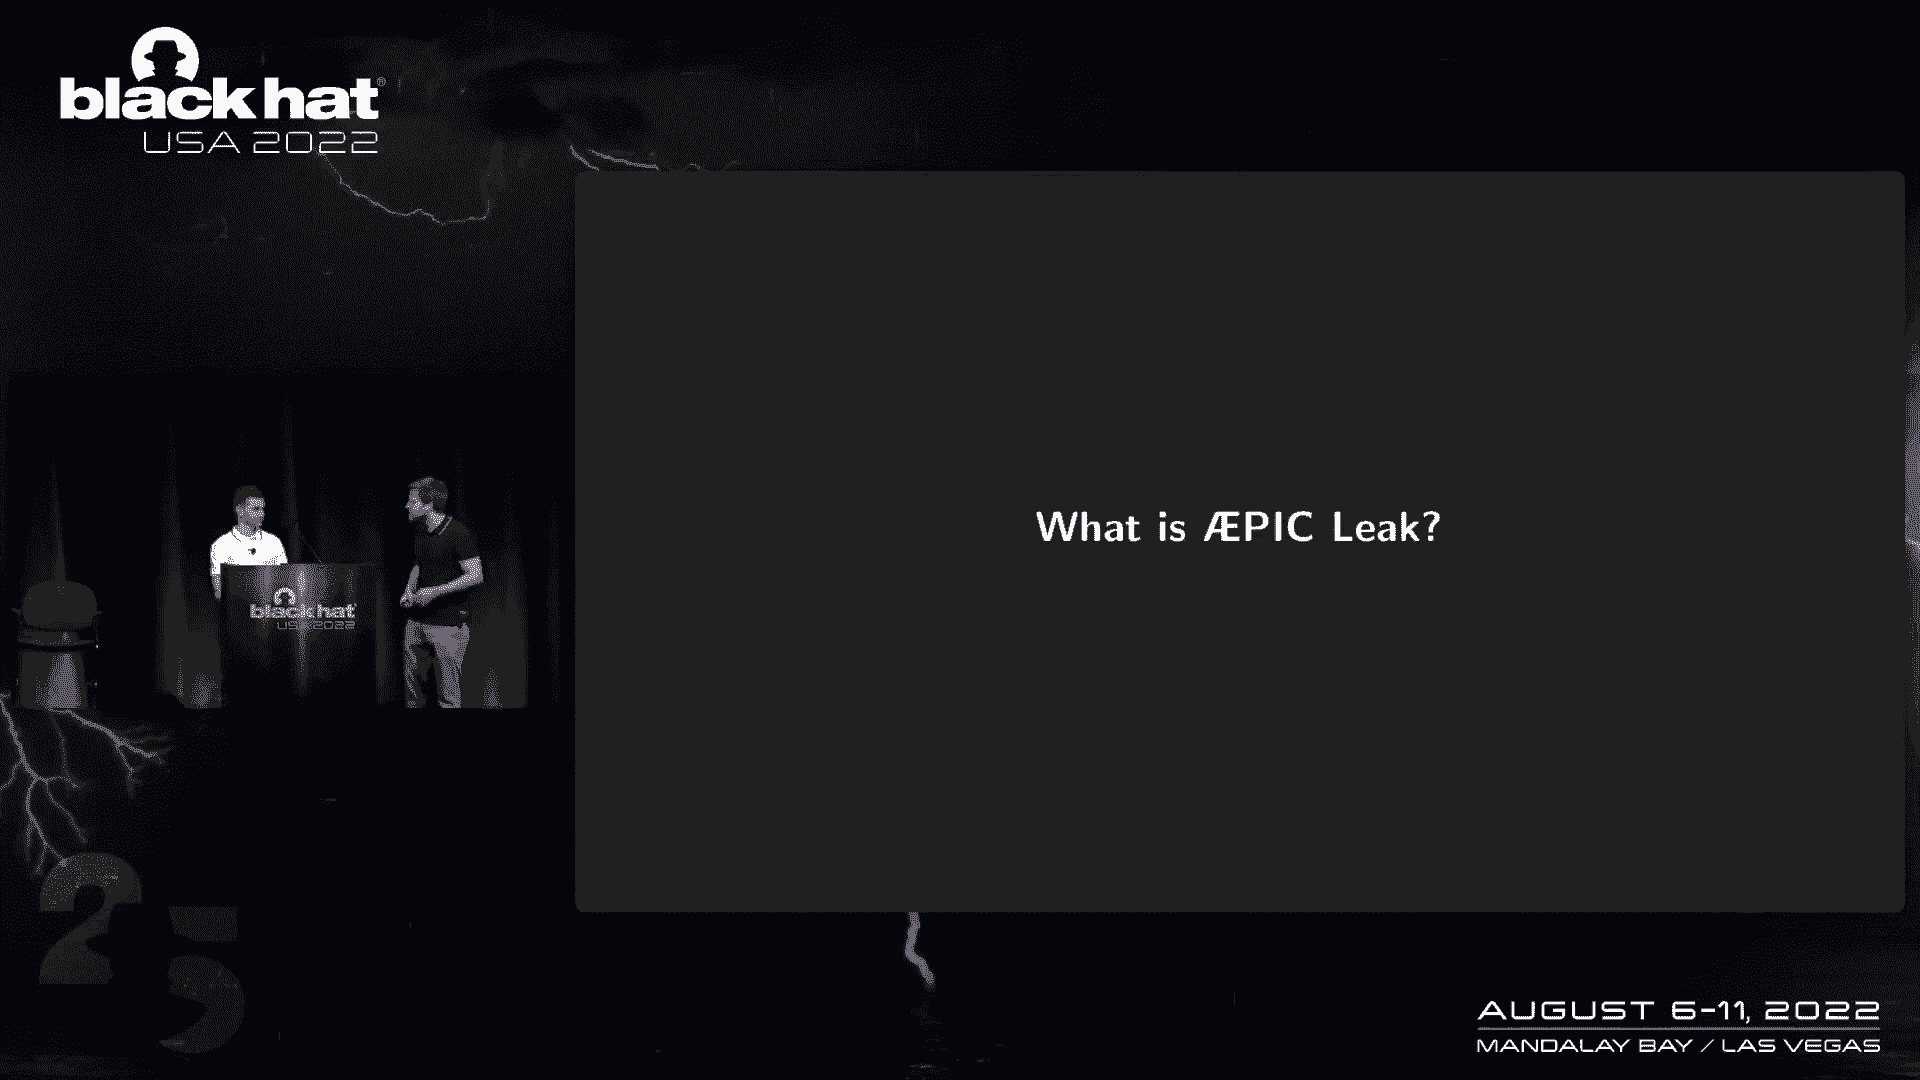 black hat®
USA 2022
What is ÆPIC Leak?
black hat
USA 2022
25
AUGUST 6-11, 2022
MANDALAY BAY / LAS VEGAS